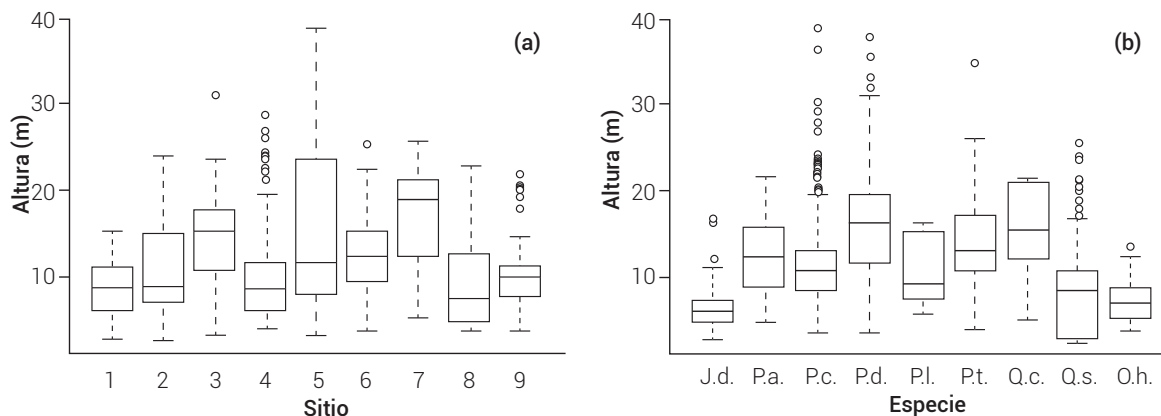 40
30
20
10
Altura (m)
(a)
1 2 3 4 5 6 7 8 9
Sitio
40
30
20
10
Altura (m)
(b)
J.d. P.a. P.c. P.d. P.l. P.t. Q.c. Q.s. O.h.
Especie